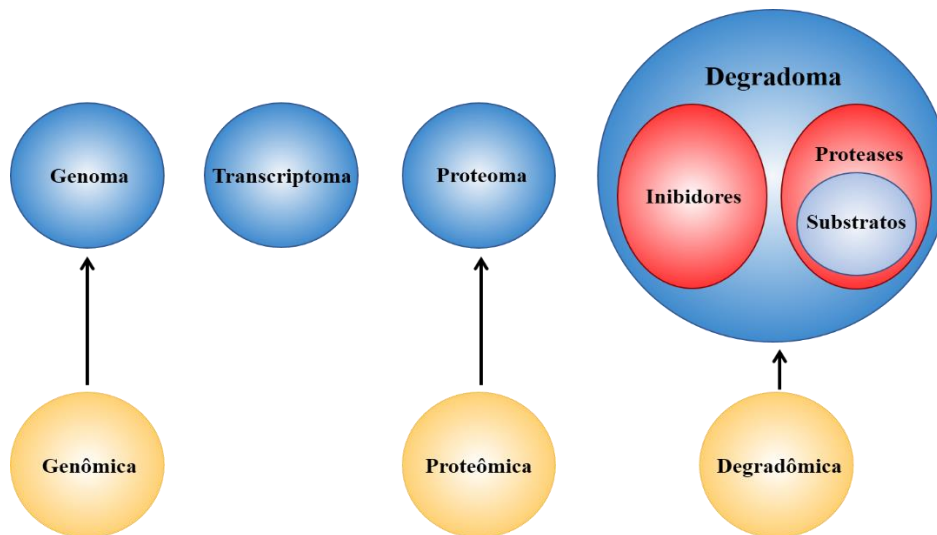 Degradoma
Genoma
Transcriptoma
Proteoma
Inibidores
Proteases
Substratos
Genômica
Proteômica
Degradômica